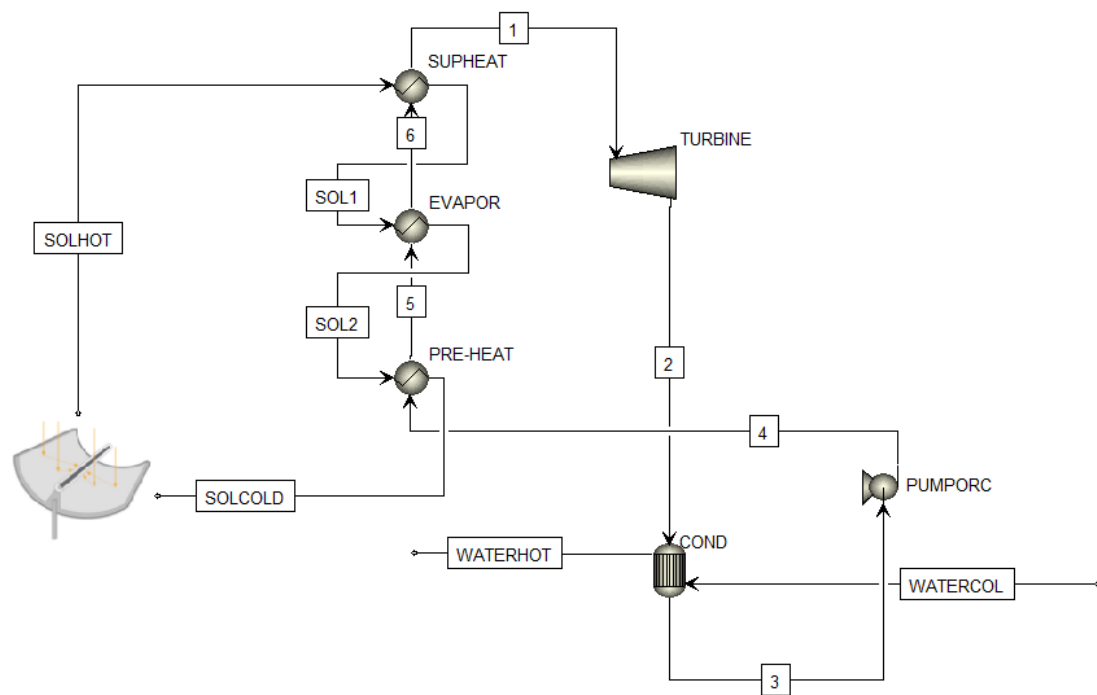 1
SUPHEAT
6
TURBINE
SOL1
EVAPOR
SOLHOT
5
SOL2
PRE-HEAT
2
4
SOLCOLD
PUMPORC
COND
WATERHOT
WATERCOL
3